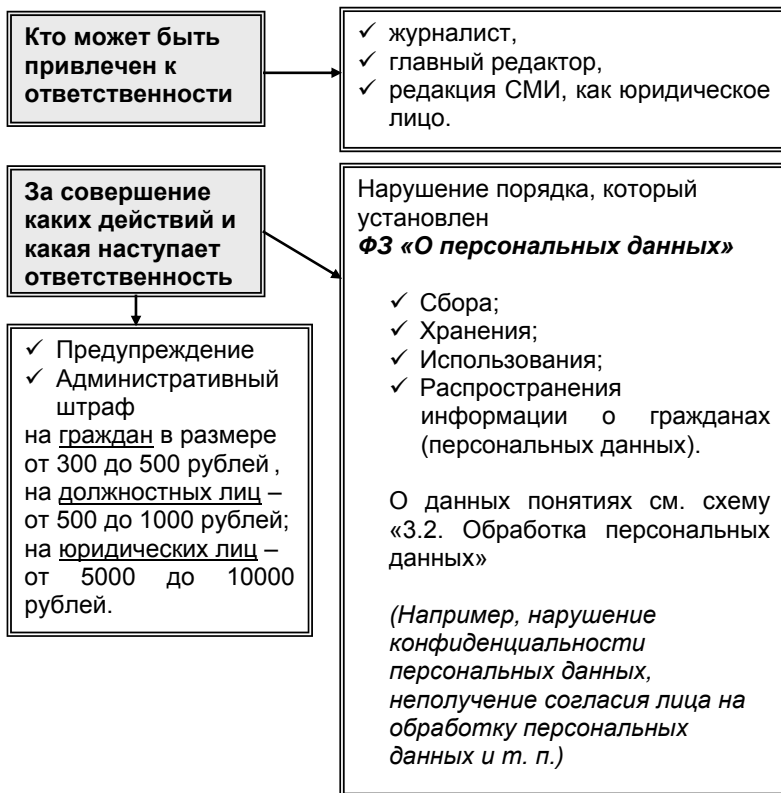 Кто может быть
привлечен к
ответственности
✓ журналист,
✓ главный редактор,
✓ редакция СМИ, как юридическое
лицо.
За совершение
каких действий и
какая наступает
ответственность
Нарушение порядка, который
установлен
ФЗ «О персональных данных»
✓ Сбора;
✓ Хранения;
✓ Использования;
✓ Распространения
информации о гражданах
(персональных данных).
О данных понятиях см. схему
«3.2. Обработка персональных
данных»
(Например, нарушение
конфиденциальности
персональных данных,
неполучение согласия лица на
обработку персональных
данных и т. п.)
✓ Предупреждение
✓ Административный
штраф
на граждан в размере
от 300 до 500 рублей ,
на должностных лиц –
от 500 до 1000 рублей;
на юридических лиц –
от 5000 до 10000
рублей.